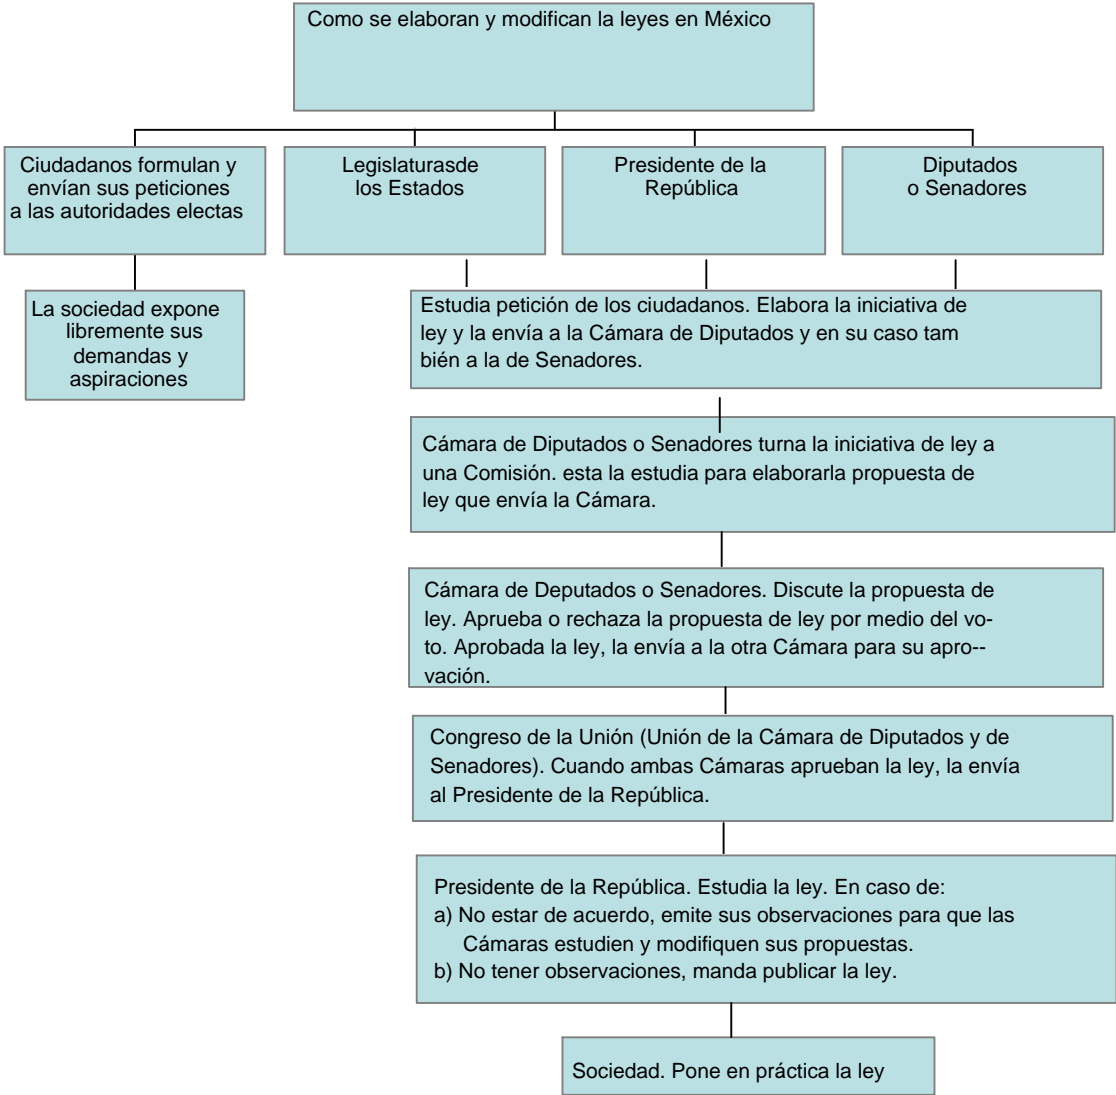 Como se elaboran y modifican la leyes en México
Ciudadanos formulan y
envían sus peticiones
a las autoridades electas
Legislaturasde
los Estados
Presidente de la
República
Diputados
o Senadores
La sociedad expone
libremente sus
demandas y
aspiraciones
Estudia petición de los ciudadanos. Elabora la iniciativa de
ley y la envía a la Cámara de Diputados y en su caso tam
bién a la de Senadores.
Cámara de Diputados o Senadores turna la iniciativa de ley a
una Comisión. esta la estudia para elaborarla propuesta de
ley que envía la Cámara.
Cámara de Deputados o Senadores. Discute la propuesta de
ley. Aprueba o rechaza la propuesta de ley por medio del vo-
to. Aprobada la ley, la envía a la otra Cámara para su apro--
vación.
Congreso de la Unión (Unión de la Cámara de Diputados y de
Senadores). Cuando ambas Cámaras aprueban la ley, la envía
al Presidente de la República.
Presidente de la República. Estudia la ley. En caso de:
a) No estar de acuerdo, emite sus observaciones para que las
Cámaras estudien y modifiquen sus propuestas.
b) No tener observaciones, manda publicar la ley.
Sociedad. Pone en práctica la ley